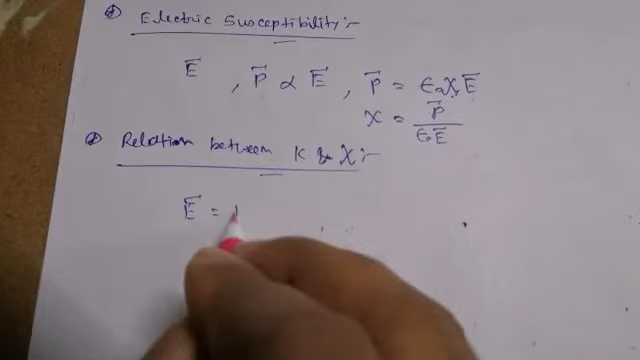 Electric Susceptibility:-
E⃗ , P⃗ ∝ E⃗ , P⃗ = ϵ₀χE⃗
χ = P⃗/ϵ₀E⃗
Relation between K & χ:-
E⃗ =